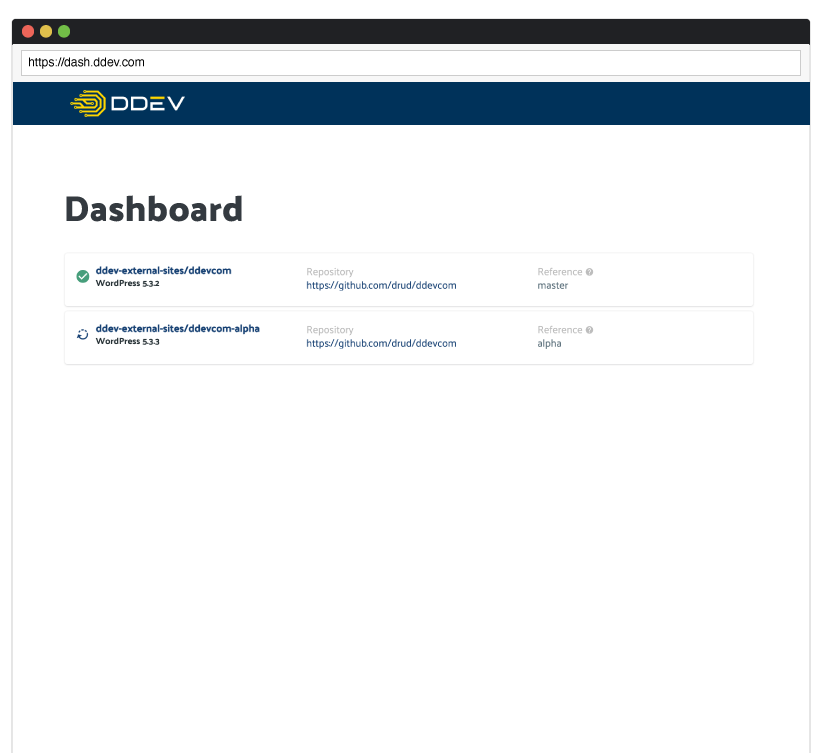 https://dash.ddev.com
DDEV
Dashboard
ddev-external-sites/ddevcom
WordPress 5.3.2
Repository
https://github.com/drud/ddevcom
Reference
master
ddev-external-sites/ddevcom-alpha
WordPress 5.3.3
Repository
https://github.com/drud/ddevcom
Reference
alpha